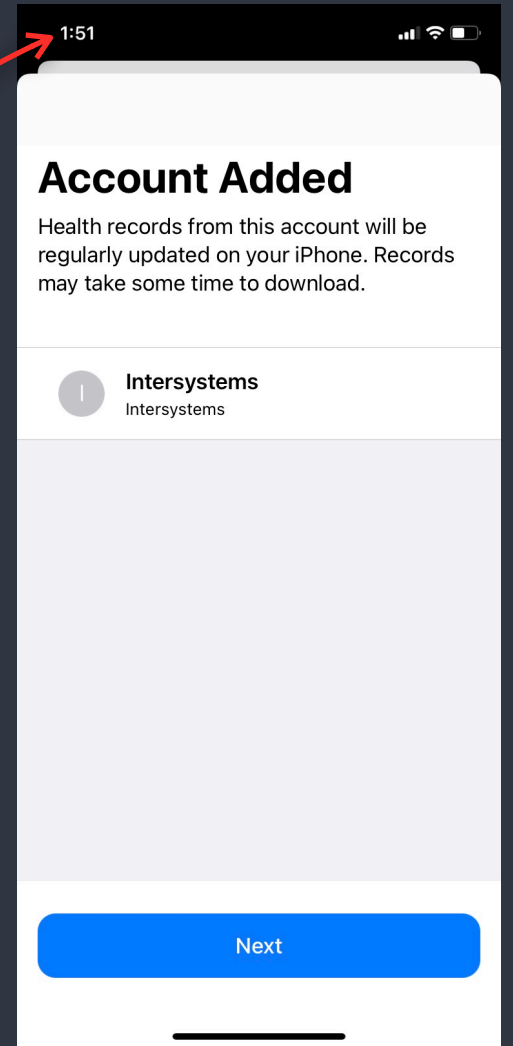 1:51
Account Added
Health records from this account will be
regularly updated on your iPhone. Records
may take some time to download.
I
Intersystems
Intersystems
Next